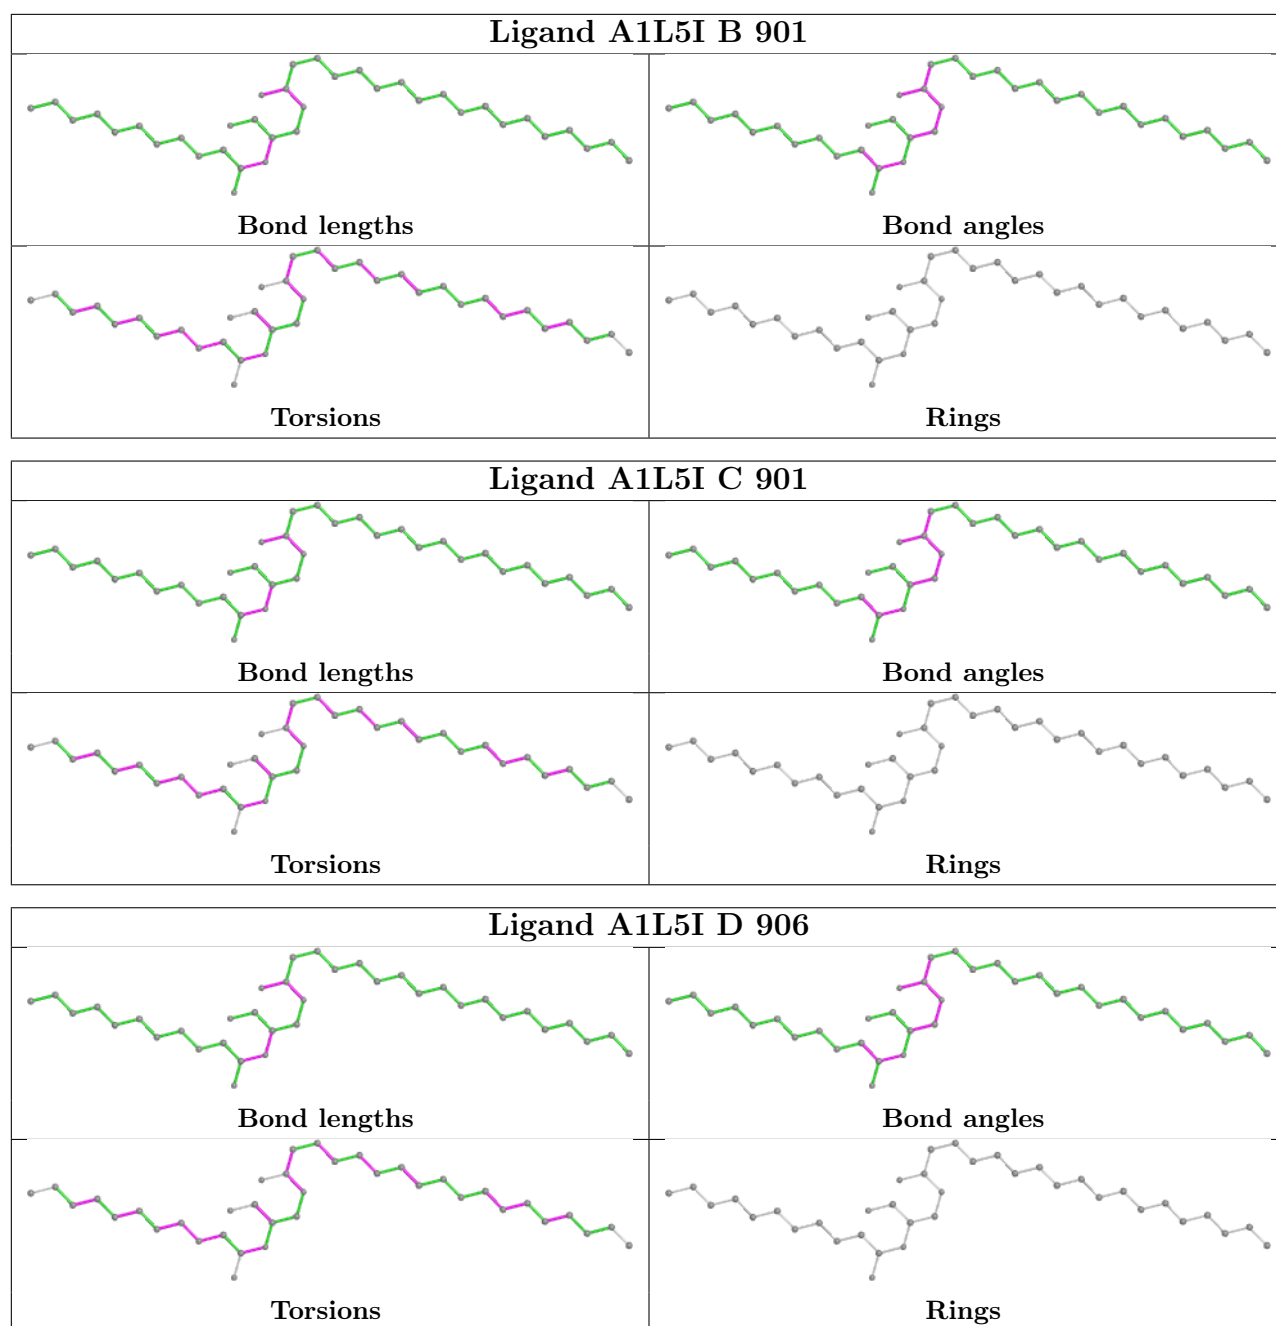 Ligand A1L5I B 901
Bond lengths
Bond angles
Torsions
Rings
Ligand A1L5I C 901
Bond lengths
Bond angles
Torsions
Rings
Ligand A1L5I D 906
Bond lengths
Bond angles
Torsions
Rings